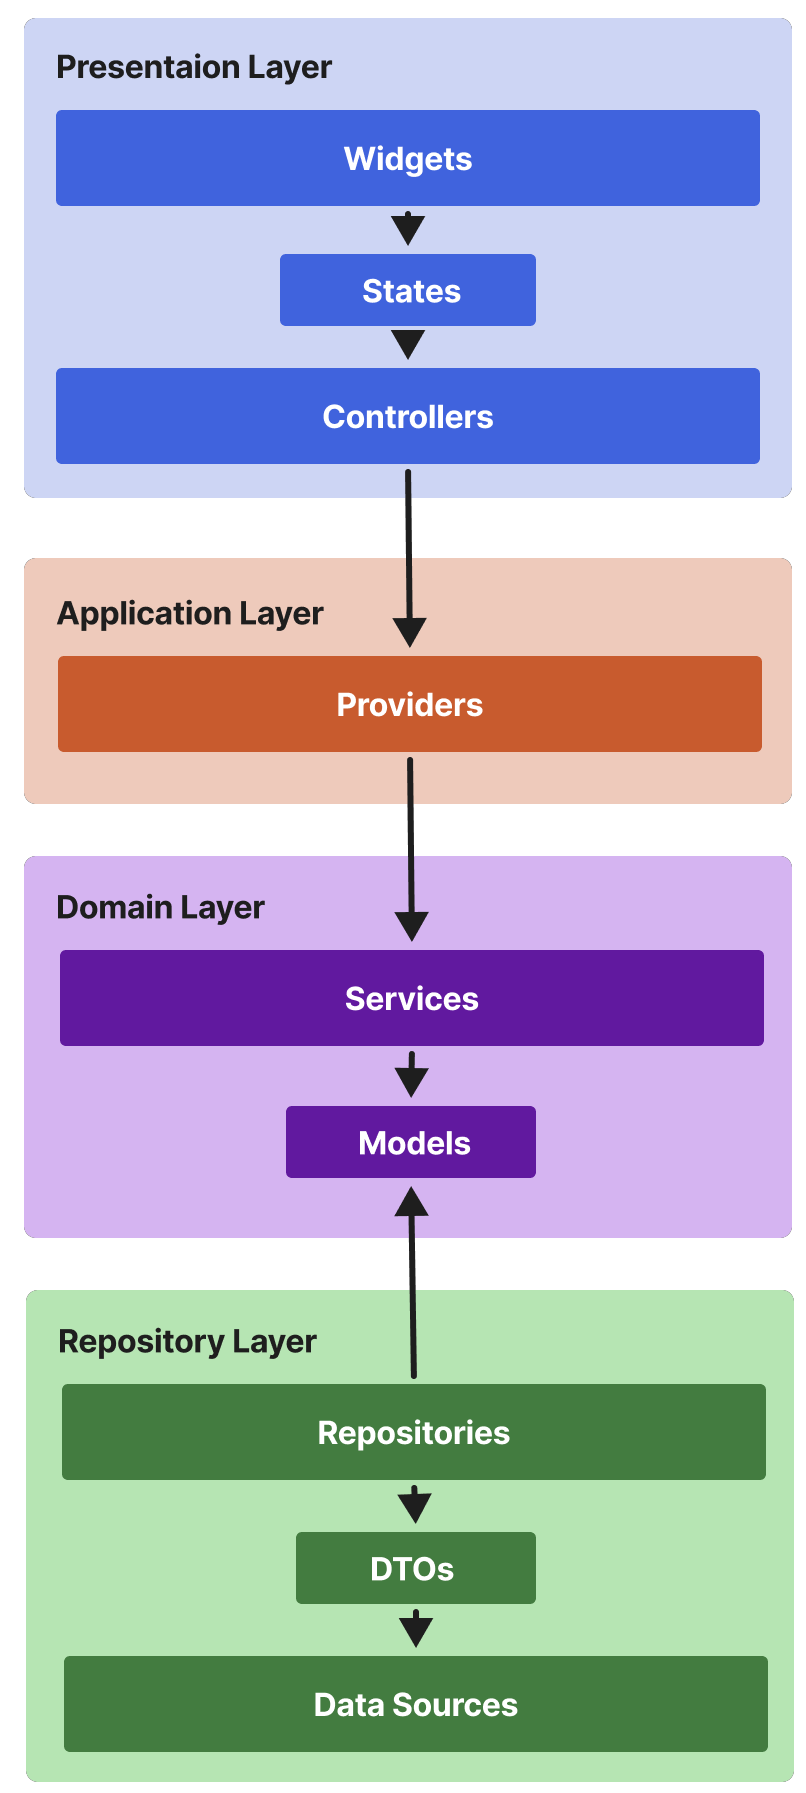 Presentaion Layer
Widgets
States
Controllers
Application Layer
Providers
Domain Layer
Services
Models
Repository Layer
Repositories
DTOs
Data Sources